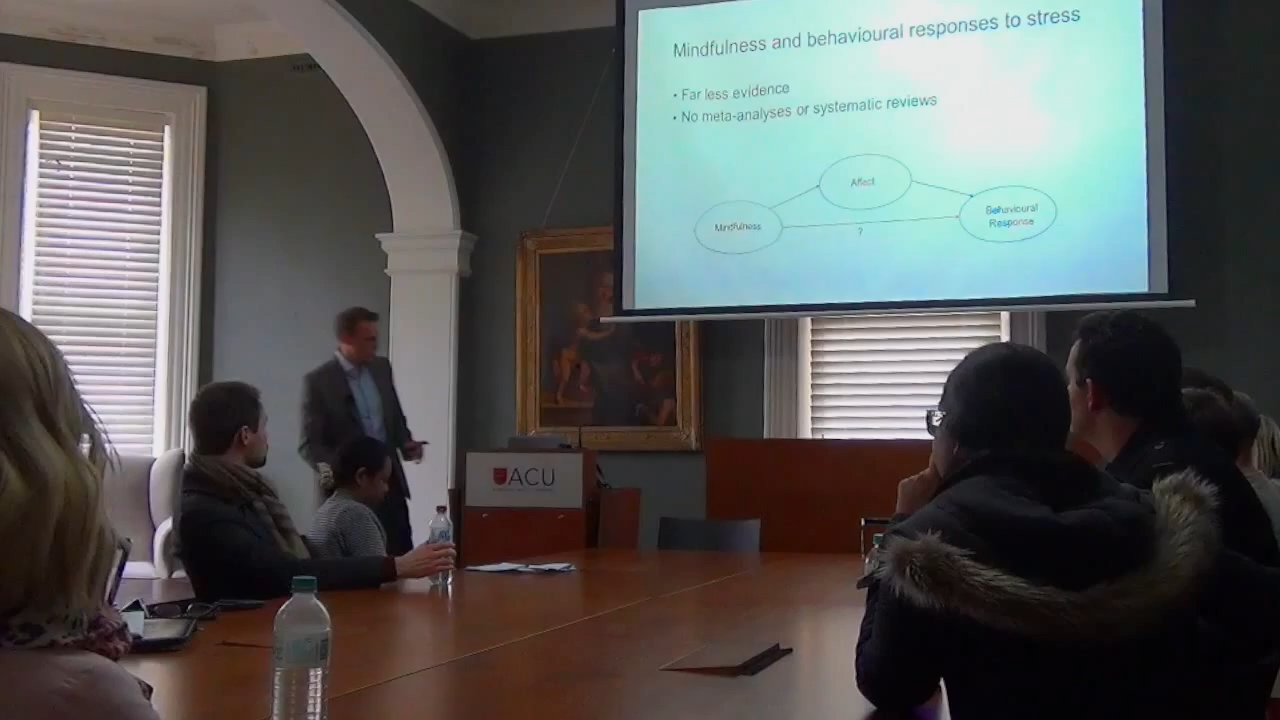 Mindfulness and behavioural responses to stress
• Far less evidence
• No meta-analyses or systematic reviews
Affect
Mindfulness
Behavioural
Response
?
ACU